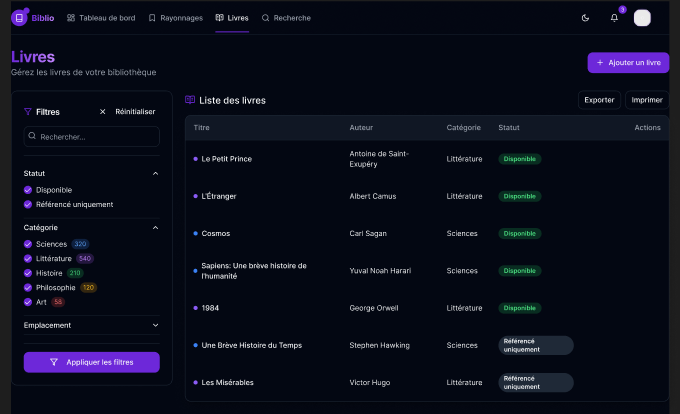 Biblio
Tableau de bord
Rayonnages
Livres
Recherche
3
Livres
Gérez les livres de votre bibliothèque
+ Ajouter un livre
Filtres
Réinitialiser
Rechercher...
Statut
Disponible
Référencé uniquement
Catégorie
Sciences 320
Littérature 540
Histoire 210
Philosophie 120
Art 56
Emplacement
Appliquer les filtres
Liste des livres
Exporter
Imprimer
Titre Auteur Catégorie Statut Actions
Le Petit Prince Antoine de Saint-
Exupéry Littérature Disponible
L'Étranger Albert Camus Littérature Disponible
Cosmos Carl Sagan Sciences Disponible
Sapiens: Une brève histoire de
l'humanité Yuval Noah Harari Sciences Disponible
1984 George Orwell Littérature Disponible
Une Brève Histoire du Temps Stephen Hawking Sciences Référencé
uniquement
Les Misérables Victor Hugo Littérature Référencé
uniquement